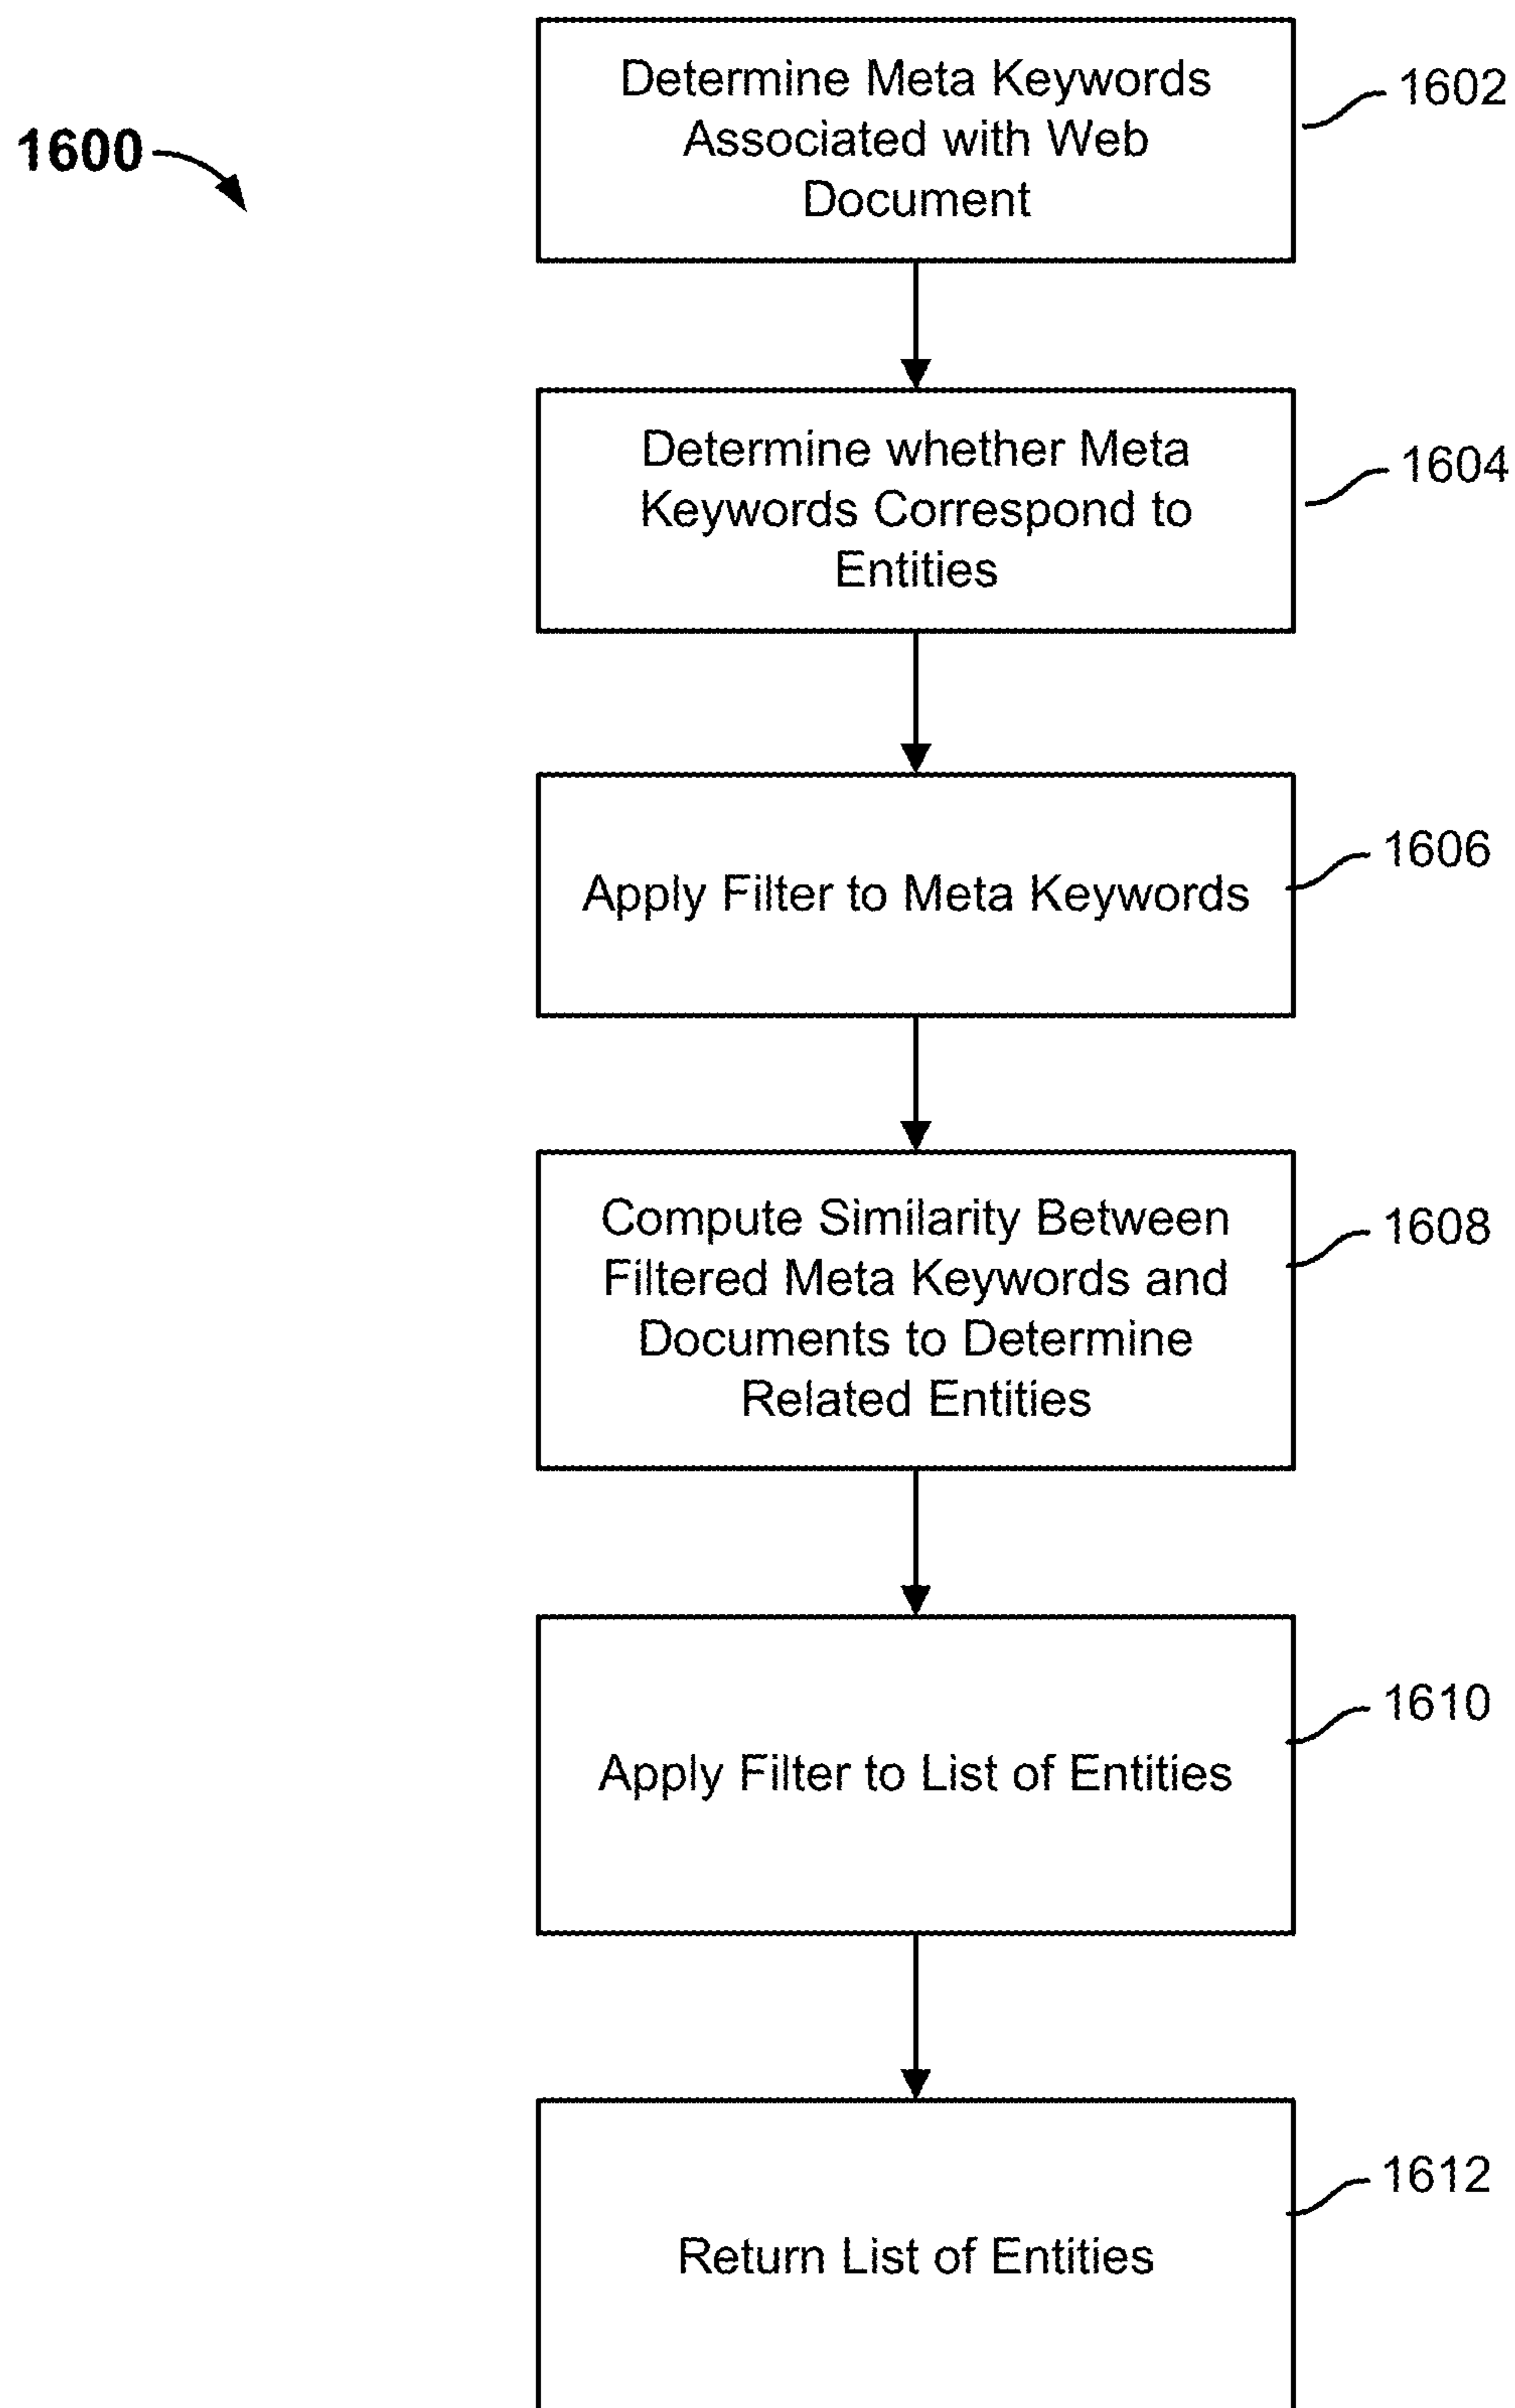 1600
Determine Meta Keywords
Associated with Web
Document
1602
Determine whether Meta
Keywords Correspond to
Entities
1604
Apply Filter to Meta Keywords
1606
Compute Similarity Between
Filtered Meta Keywords and
Documents to Determine
Related Entities
1608
Apply Filter to List of Entities
1610
Return List of Entities
1612